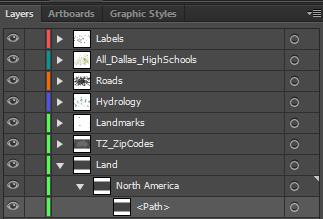 Layers Artboards Graphic Styles
Labels
All_Dallas_HighSchools
Roads
Hydrology
Landmarks
TZ_ZipCodes
Land
North America
<Path>